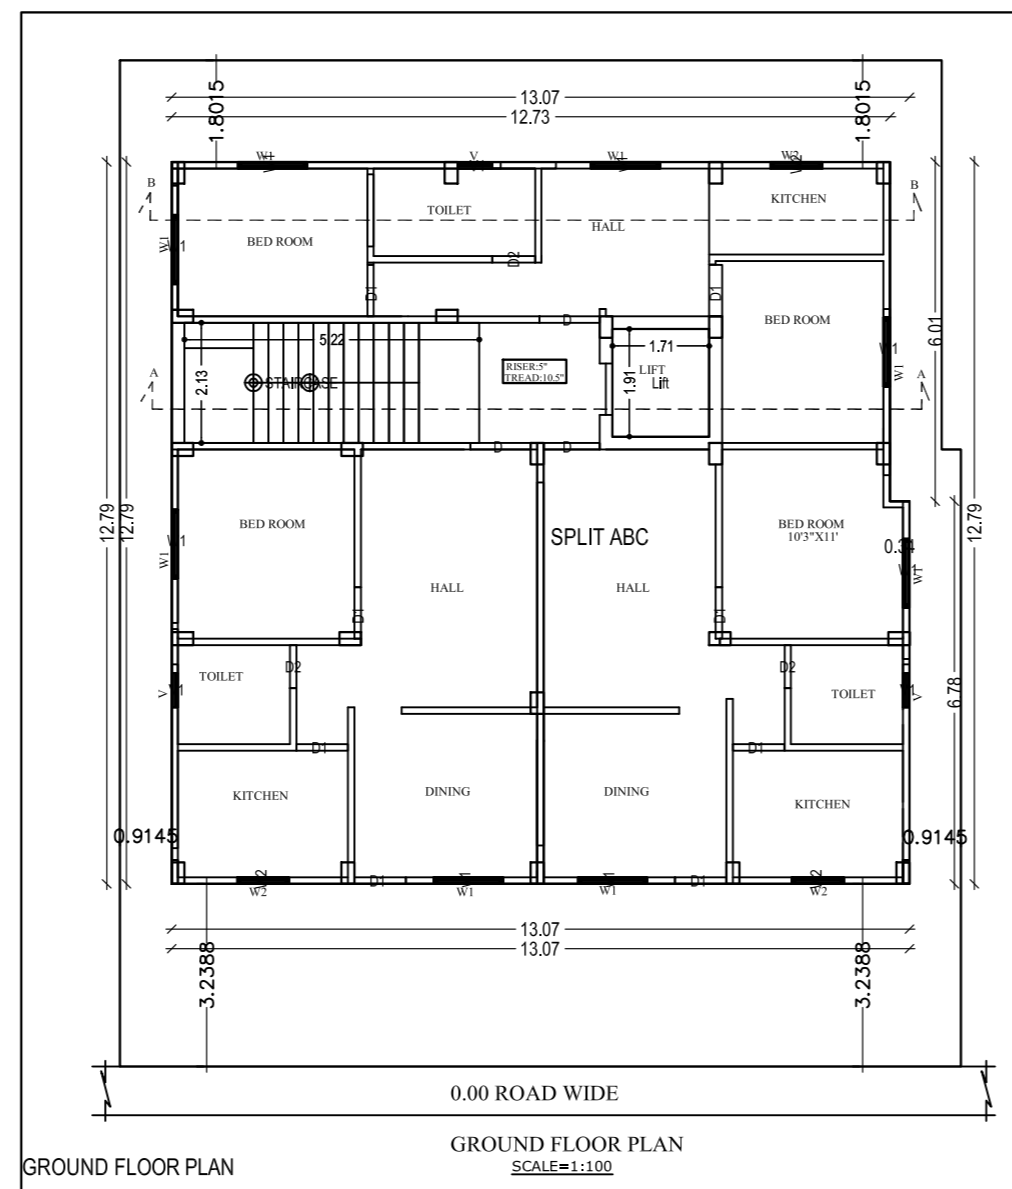 1.8015
13.07
12.73
1.8015
W1
V
W1
W2
B
B
TOILET
KITCHEN
HALL
BED ROOM
W1
D2
D1
D1
BED ROOM
D
W1
6.01
5.22
1.71
2.13
STAIRCASE
RISER:5"
TREAD:10.5"
1.91
LIFT
Lift
A
A
D
D
12.79
12.79
12.79
BED ROOM
SPLIT ABC
BED ROOM
10'3"X11'
0.34
W1
W1
HALL
HALL
D1
D1
TOILET
D2
D2
TOILET
V
V
6.78
D1
D1
KITCHEN
DINING
DINING
KITCHEN
0.9145
0.9145
W2
D1
W1
W1
D1
W2
13.07
13.07
3.2388
3.2388
0.00 ROAD WIDE
GROUND FLOOR PLAN
SCALE=1:100
GROUND FLOOR PLAN